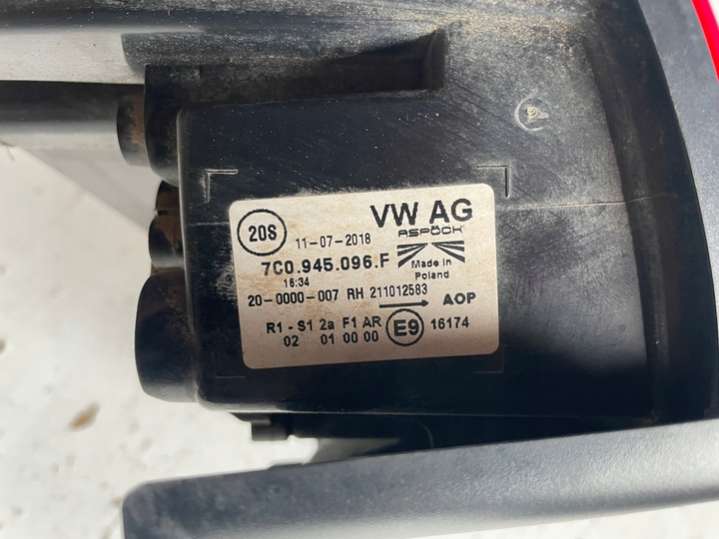 20S
11-07-2018
VW AG
ASPÖCK
7C0.945.096.F
Made in
Poland
16:34
20-0000-007 RH 211012583
AOP
R1 - S1 2a F1 AR
02 01 00 00
E9 16174